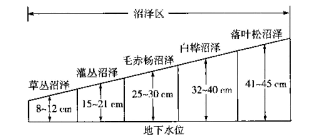 沼泽区
落叶松沼泽
白桦沼泽
毛赤杨沼泽
灌丛沼泽
草丛沼泽
8~12 cm
15~21 cm
25~30 cm
32~40 cm
41~45 cm
地下水位